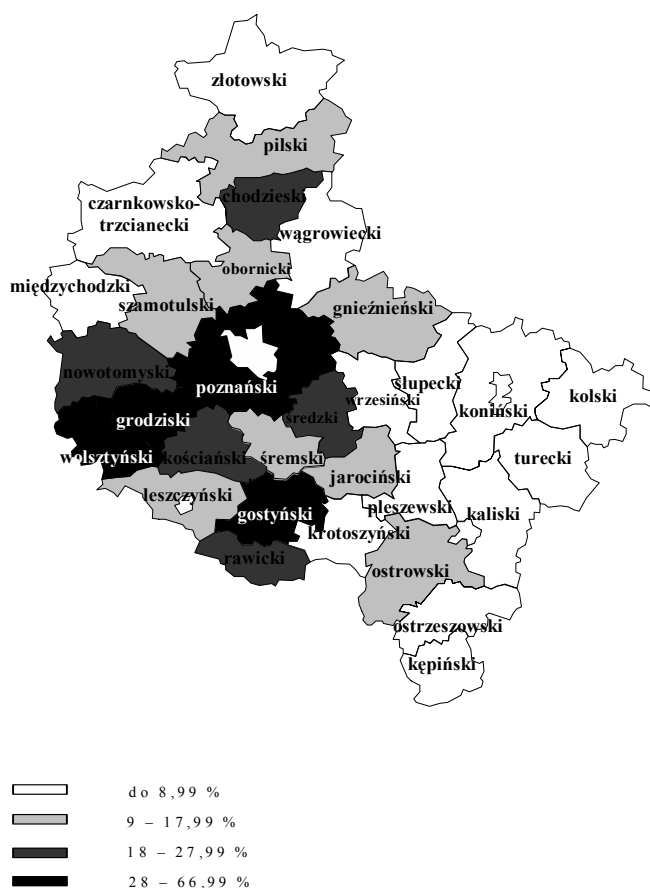 złotowski
pilski
chodzieski
czarnkowsko-
trzcianecki
wągrowiecki
obornicki
międzychodzki
szamotulski
gnieźnieński
nowotomyski
poznański
wrzesiński
słupecki
koniński
kolski
grodziski
sredzki
wolsztyński
kościański
śremski
turecki
jarociński
leszczyński
gostyński
pleszewski
kaliski
krotoszyński
rawicki
ostrowski
ostrzeszowski
kępiński
do 8,99 %
9 – 17,99 %
18 – 27,99 %
28 – 66,99 %